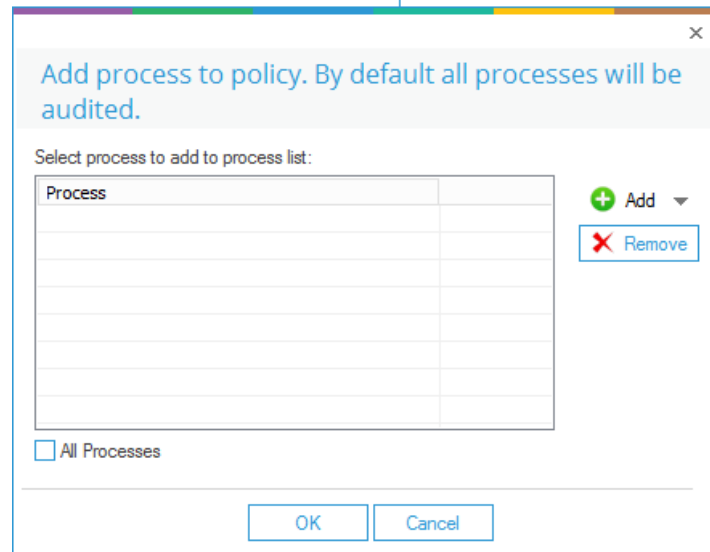 Add process to policy. By default all processes will be
audited.
Select process to add to process list:
Process
Add
Remove
All Processes
OK Cancel